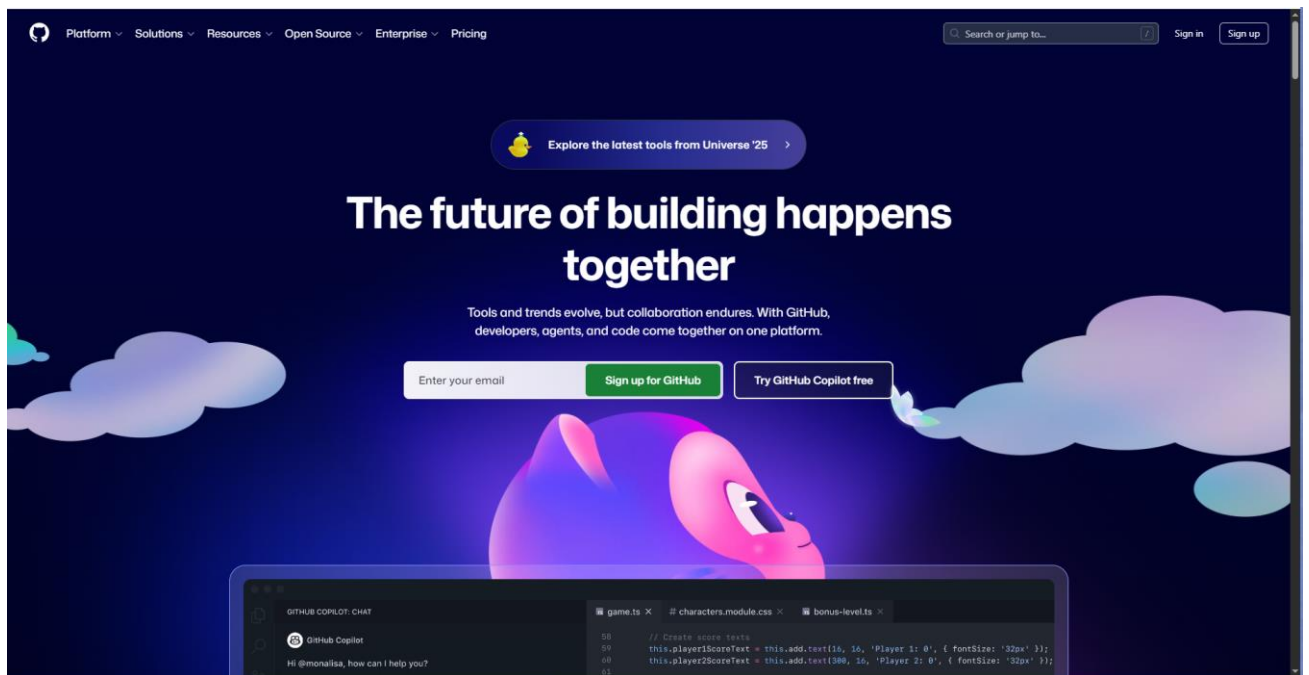 Platform Solutions Resources Open Source Enterprise Pricing Search or jump to... / Sign in Sign up
Explore the latest tools from Universe '25
The future of building happens
together
Tools and trends evolve, but collaboration endures. With GitHub,
developers, agents, and code come together on one platform.
Enter your email Sign up for GitHub Try GitHub Copilot free
GITHUB COPILOT: CHAT
GitHub Copilot
Hi @monalisa, how can I help you?
game.ts # characters.module.css bonus-level.ts
58 // Create score texts
59 this.player1ScoreText = this.add.text(16, 16, 'Player 1: 0', { fontSize: '32px' });
60 this.player2ScoreText = this.add.text(300, 16, 'Player 2: 0', { fontSize: '32px' });
61